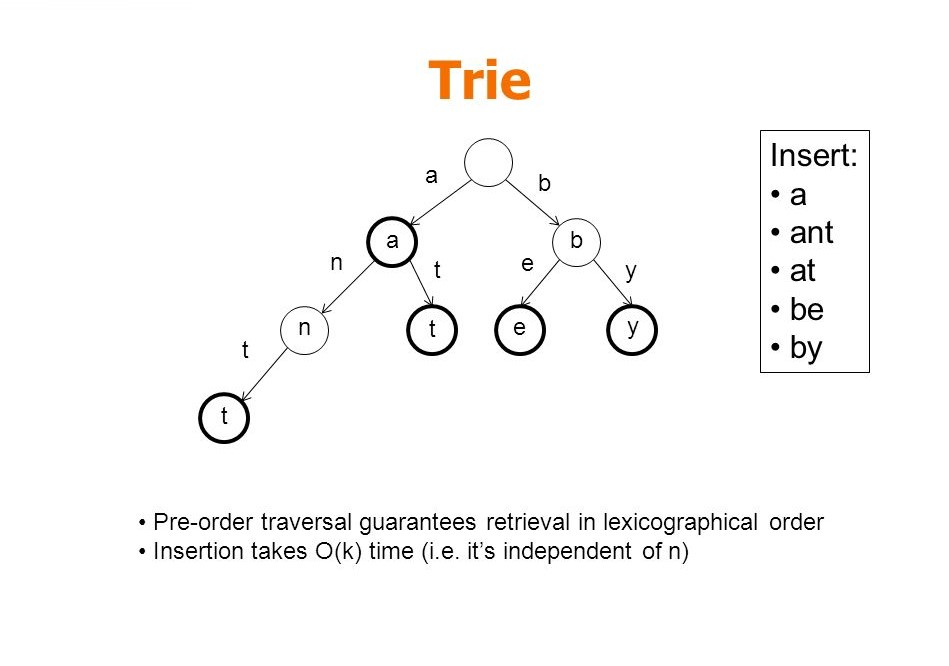 Trie
a
b
Insert:
• a
• ant
• at
• be
• by
a
b
n
t
e
y
n
t
e
y
t
t
• Pre-order traversal guarantees retrieval in lexicographical order
• Insertion takes O(k) time (i.e. it’s independent of n)